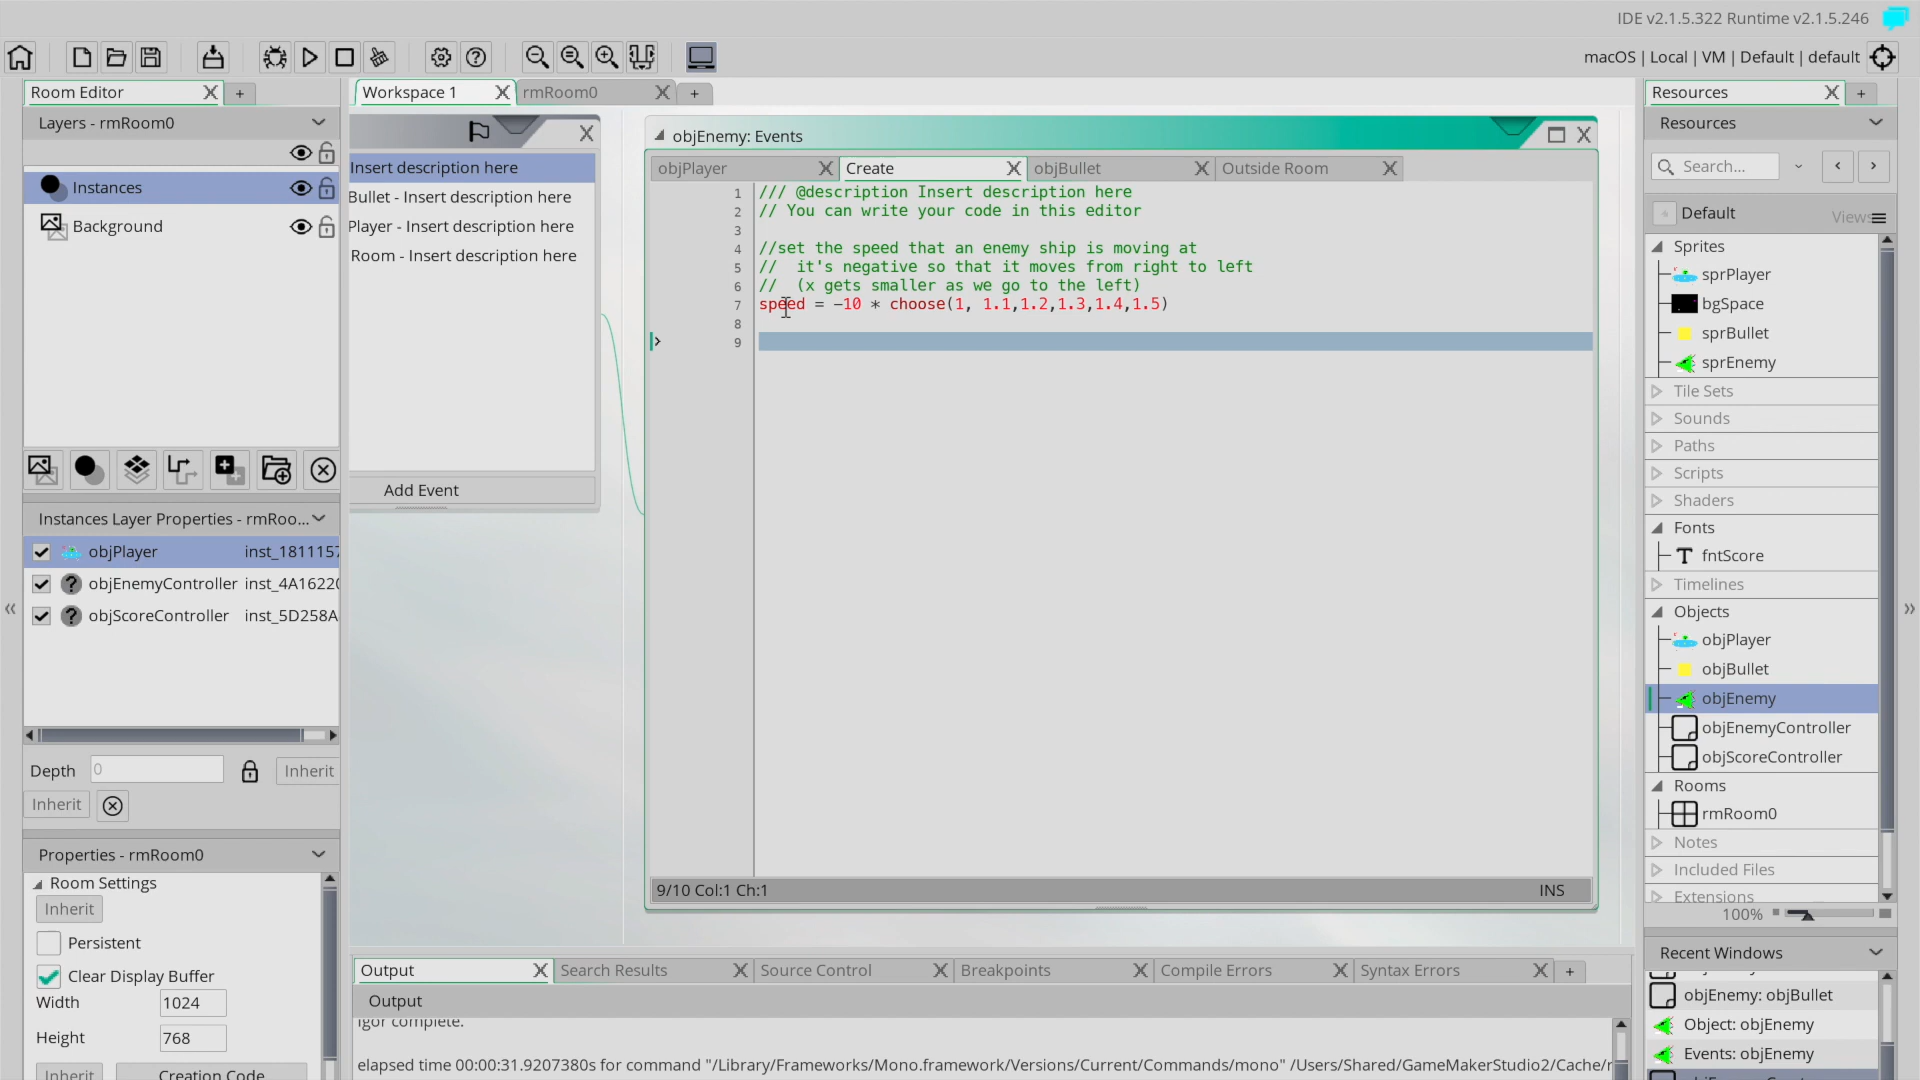 IDE v2.1.5.322 Runtime v2.1.5.246
macOS | Local | VM | Default | default
Room Editor
Layers - rmRoom0
Instances
Background
Instances Layer Properties - rmRoo...
objPlayer inst_1811157
objEnemyController inst_4A16220
objScoreController inst_5D258A
Depth 0 Inherit
Inherit
Properties - rmRoom0
Room Settings
Inherit
Persistent
Clear Display Buffer
Width 1024
Height 768
Inherit Creation Code
Workspace 1 rmRoom0
Insert description here
Bullet - Insert description here
Player - Insert description here
Room - Insert description here
Add Event
objEnemy: Events
objPlayer Create objBullet Outside Room
1 /// @description Insert description here
2 // You can write your code in this editor
3
4 //set the speed that an enemy ship is moving at
5 //  it's negative so that it moves from right to left
6 //  (x gets smaller as we go to the left)
7 speed = -10 * choose(1, 1.1,1.2,1.3,1.4,1.5)
8
9
9/10 Col:1 Ch:1 INS
Output Search Results Source Control Breakpoints Compile Errors Syntax Errors
Output
Igor complete.
elapsed time 00:00:31.9207380s for command "/Library/Frameworks/Mono.framework/Versions/Current/Commands/mono" /Users/Shared/GameMakerStudio2/Cache/r
Resources
Resources
Search...
Default Views
Sprites
sprPlayer
bgSpace
sprBullet
sprEnemy
Tile Sets
Sounds
Paths
Scripts
Shaders
Fonts
fntScore
Timelines
Objects
objPlayer
objBullet
objEnemy
objEnemyController
objScoreController
Rooms
rmRoom0
Notes
Included Files
Extensions
100%
Recent Windows
objEnemy: objBullet
Object: objEnemy
Events: objEnemy